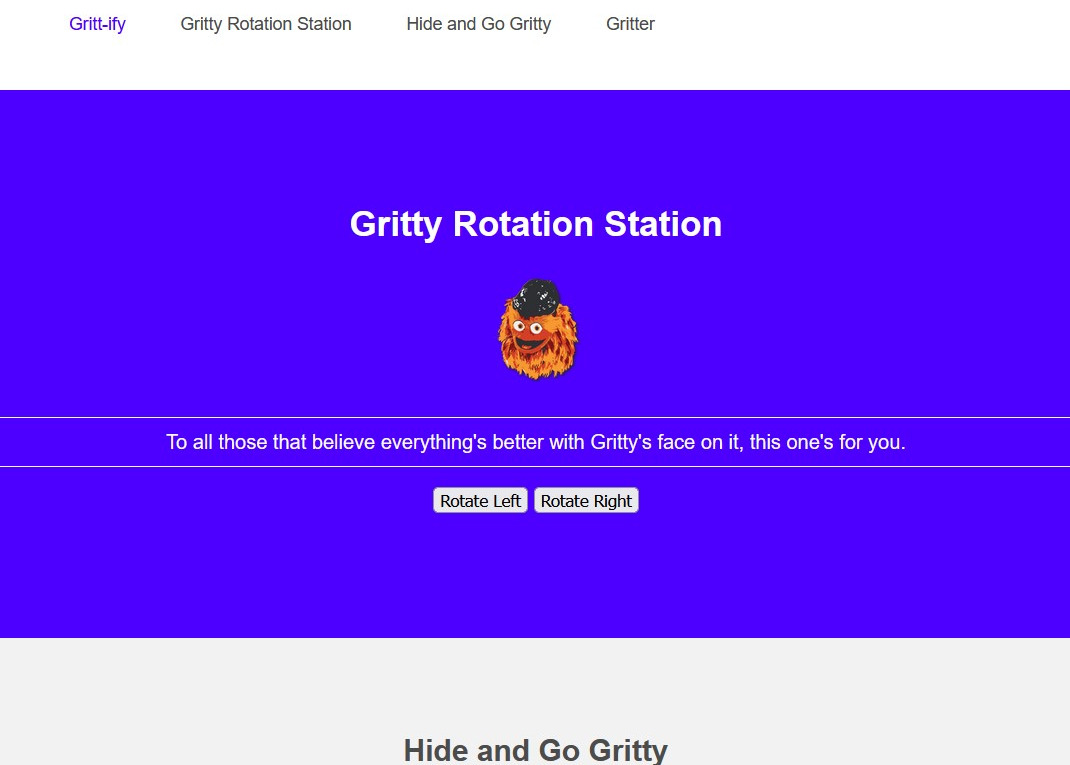 Gritt-ify Gritty Rotation Station Hide and Go Gritty Gritter
Gritty Rotation Station
To all those that believe everything's better with Gritty's face on it, this one's for you.
Rotate Left Rotate Right
Hide and Go Gritty